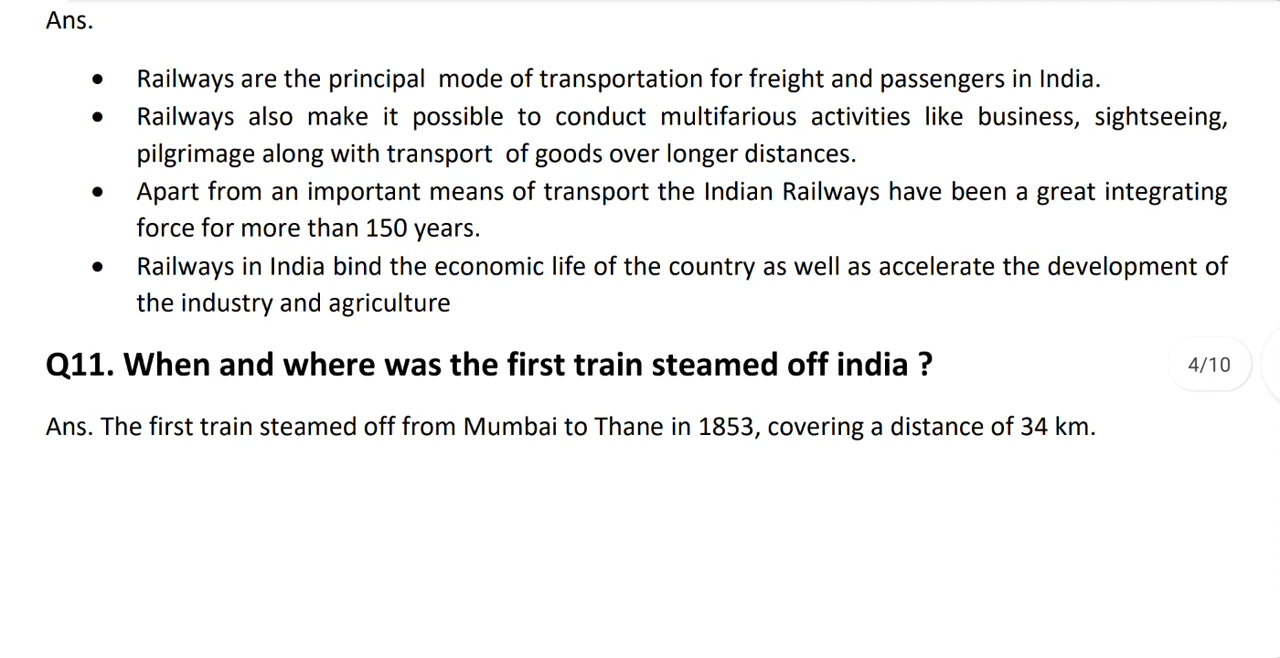 Ans.
• Railways are the principal mode of transportation for freight and passengers in India.
• Railways also make it possible to conduct multifarious activities like business, sightseeing,
pilgrimage along with transport of goods over longer distances.
• Apart from an important means of transport the Indian Railways have been a great integrating
force for more than 150 years.
• Railways in India bind the economic life of the country as well as accelerate the development of
the industry and agriculture
Q11. When and where was the first train steamed off india ?
4/10
Ans. The first train steamed off from Mumbai to Thane in 1853, covering a distance of 34 km.